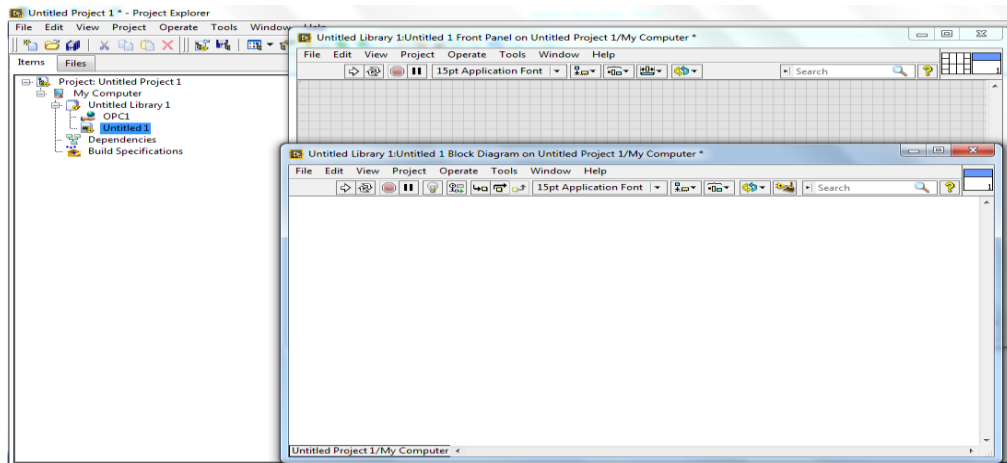 Untitled Project 1 * - Project Explorer
File Edit View Project Operate Tools Window Help
Items Files
Project: Untitled Project 1
My Computer
Untitled Library 1
OPC1
Untitled 1
Dependencies
Build Specifications
Untitled Library 1:Untitled 1 Front Panel on Untitled Project 1/My Computer *
File Edit View Project Operate Tools Window Help
15pt Application Font
Search
1
Untitled Library 1:Untitled 1 Block Diagram on Untitled Project 1/My Computer *
File Edit View Project Operate Tools Window Help
15pt Application Font
Search
1
Untitled Project 1/My Computer